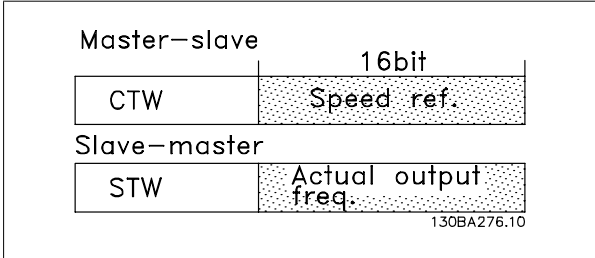 Master-slave
16bit
CTW
Speed ref.
Slave-master
STW
Actual output
freq.
130BA276.10